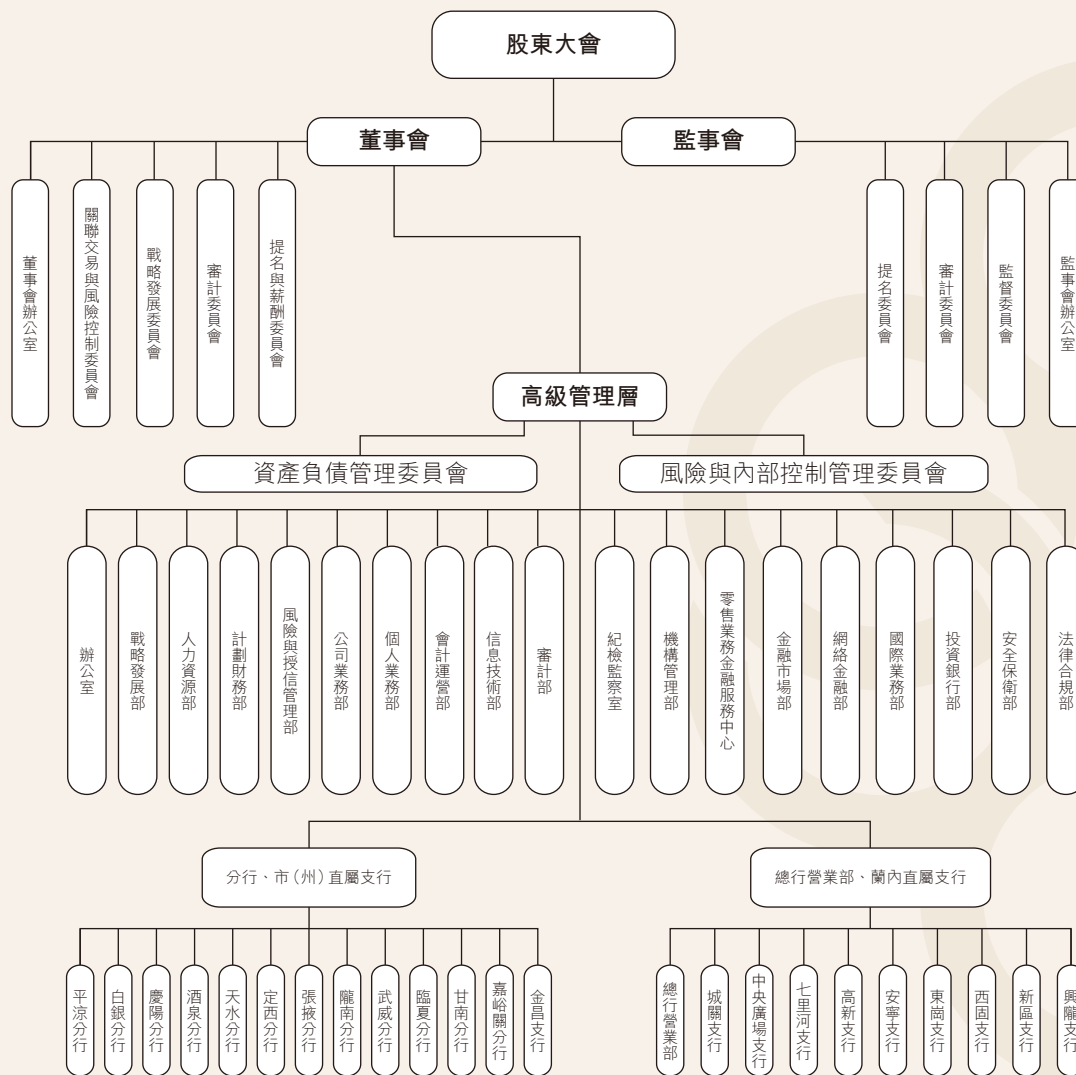 股東大會
董事會
監事會
董事會辦公室
關聯交易與風險控制委員會
戰略發展委員會
審計委員會
提名與薪酬委員會
提名委員會
審計委員會
監督委員會
監事會辦公室
高級管理層
資產負債管理委員會
風險與內部控制管理委員會
辦公室
戰略發展部
人力資源部
計劃財務部
風險與授信管理部
公司業務部
個人業務部
會計運營部
信息技術部
審計部
紀檢監察室
機構管理部
零售業務金融服務中心
金融市場部
網絡金融部
國際業務部
投資銀行部
安全保衛部
法律合規部
分行、市(州)直屬支行
總行營業部、蘭內直屬支行
平涼分行
白銀分行
慶陽分行
酒泉分行
天水分行
定西分行
張掖分行
隴南分行
武威分行
臨夏分行
甘南分行
嘉峪關分行
金昌支行
總行營業部
城關支行
中央廣場支行
七里河支行
高新支行
安寧支行
東崗支行
西固支行
新區支行
興隴支行